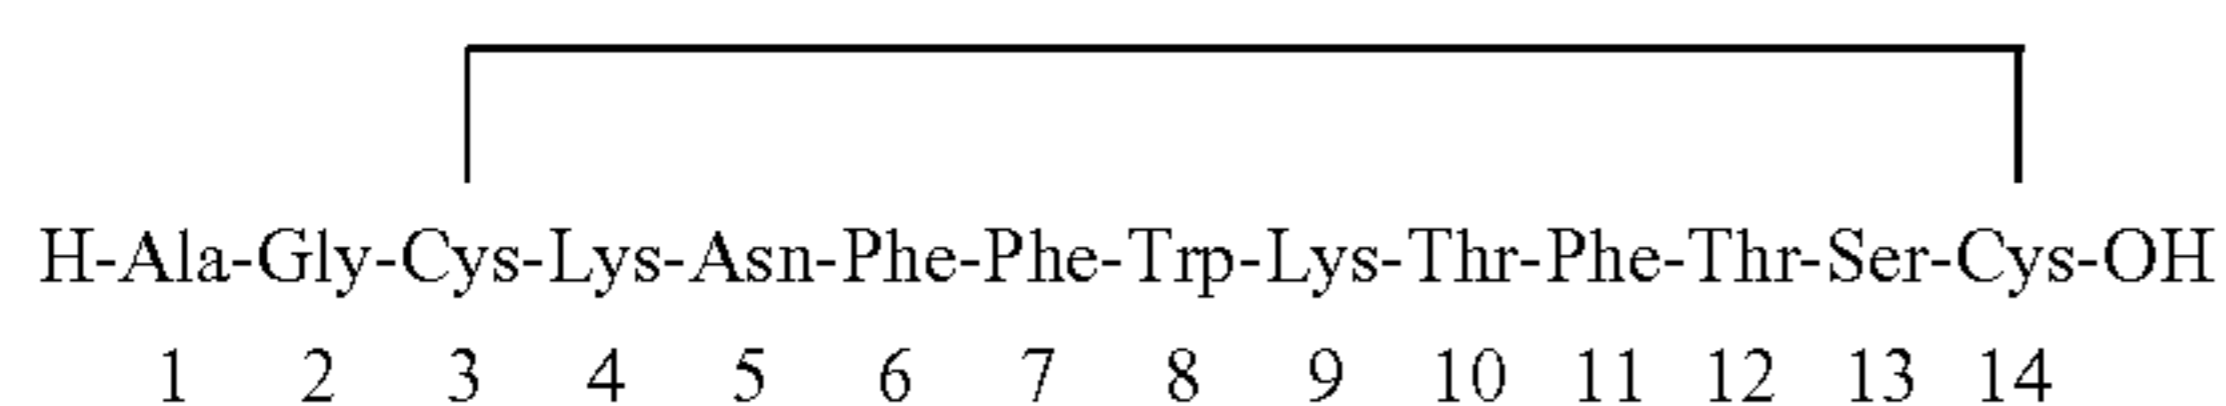 H-Ala-Gly-Cys-Lys-Asn-Phe-Phe-Trp-Lys-Thr-Phe-Thr-Ser-Cys-OH
1 2 3 4 5 6 7 8 9 10 11 12 13 14